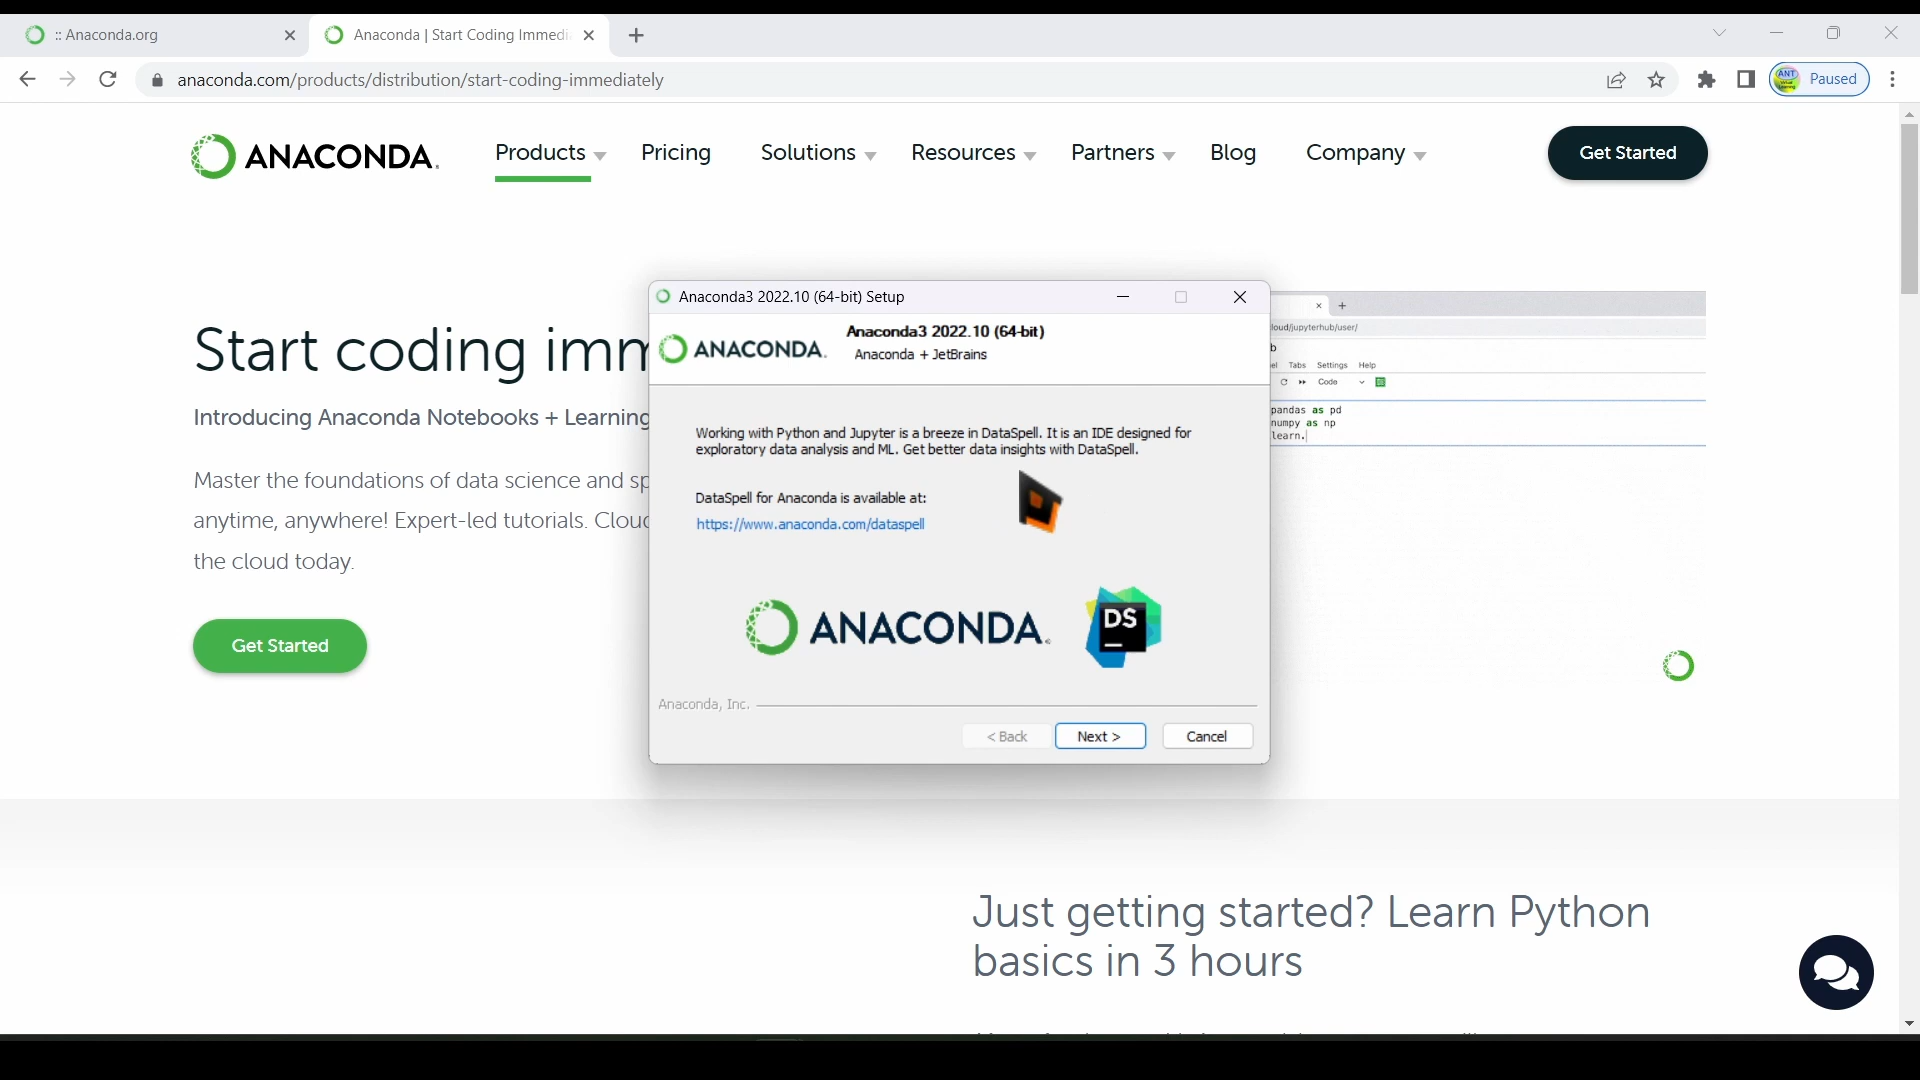 :: Anaconda.org
Anaconda | Start Coding Immedi
anaconda.com/products/distribution/start-coding-immediately
ANT
Paused
ANACONDA.
Products
Pricing
Solutions
Resources
Partners
Blog
Company
Get Started
Start coding imm
Introducing Anaconda Notebooks + Learning
Master the foundations of data science and sp
anytime, anywhere! Expert-led tutorials. Clou
the cloud today.
Get Started
Anaconda3 2022.10 (64-bit) Setup
ANACONDA.
Anaconda3 2022.10 (64-bit)
Anaconda + JetBrains
Working with Python and Jupyter is a breeze in DataSpell. It is an IDE designed for
exploratory data analysis and ML. Get better data insights with DataSpell.
DataSpell for Anaconda is available at:
https://www.anaconda.com/dataspell
ANACONDA.
DS
Anaconda, Inc.
< Back
Next >
Cancel
loud/jupyterhub/user/
b
el Tabs Settings Help
Code
pandas as pd
numpy as np
learn.
Just getting started? Learn Python
basics in 3 hours